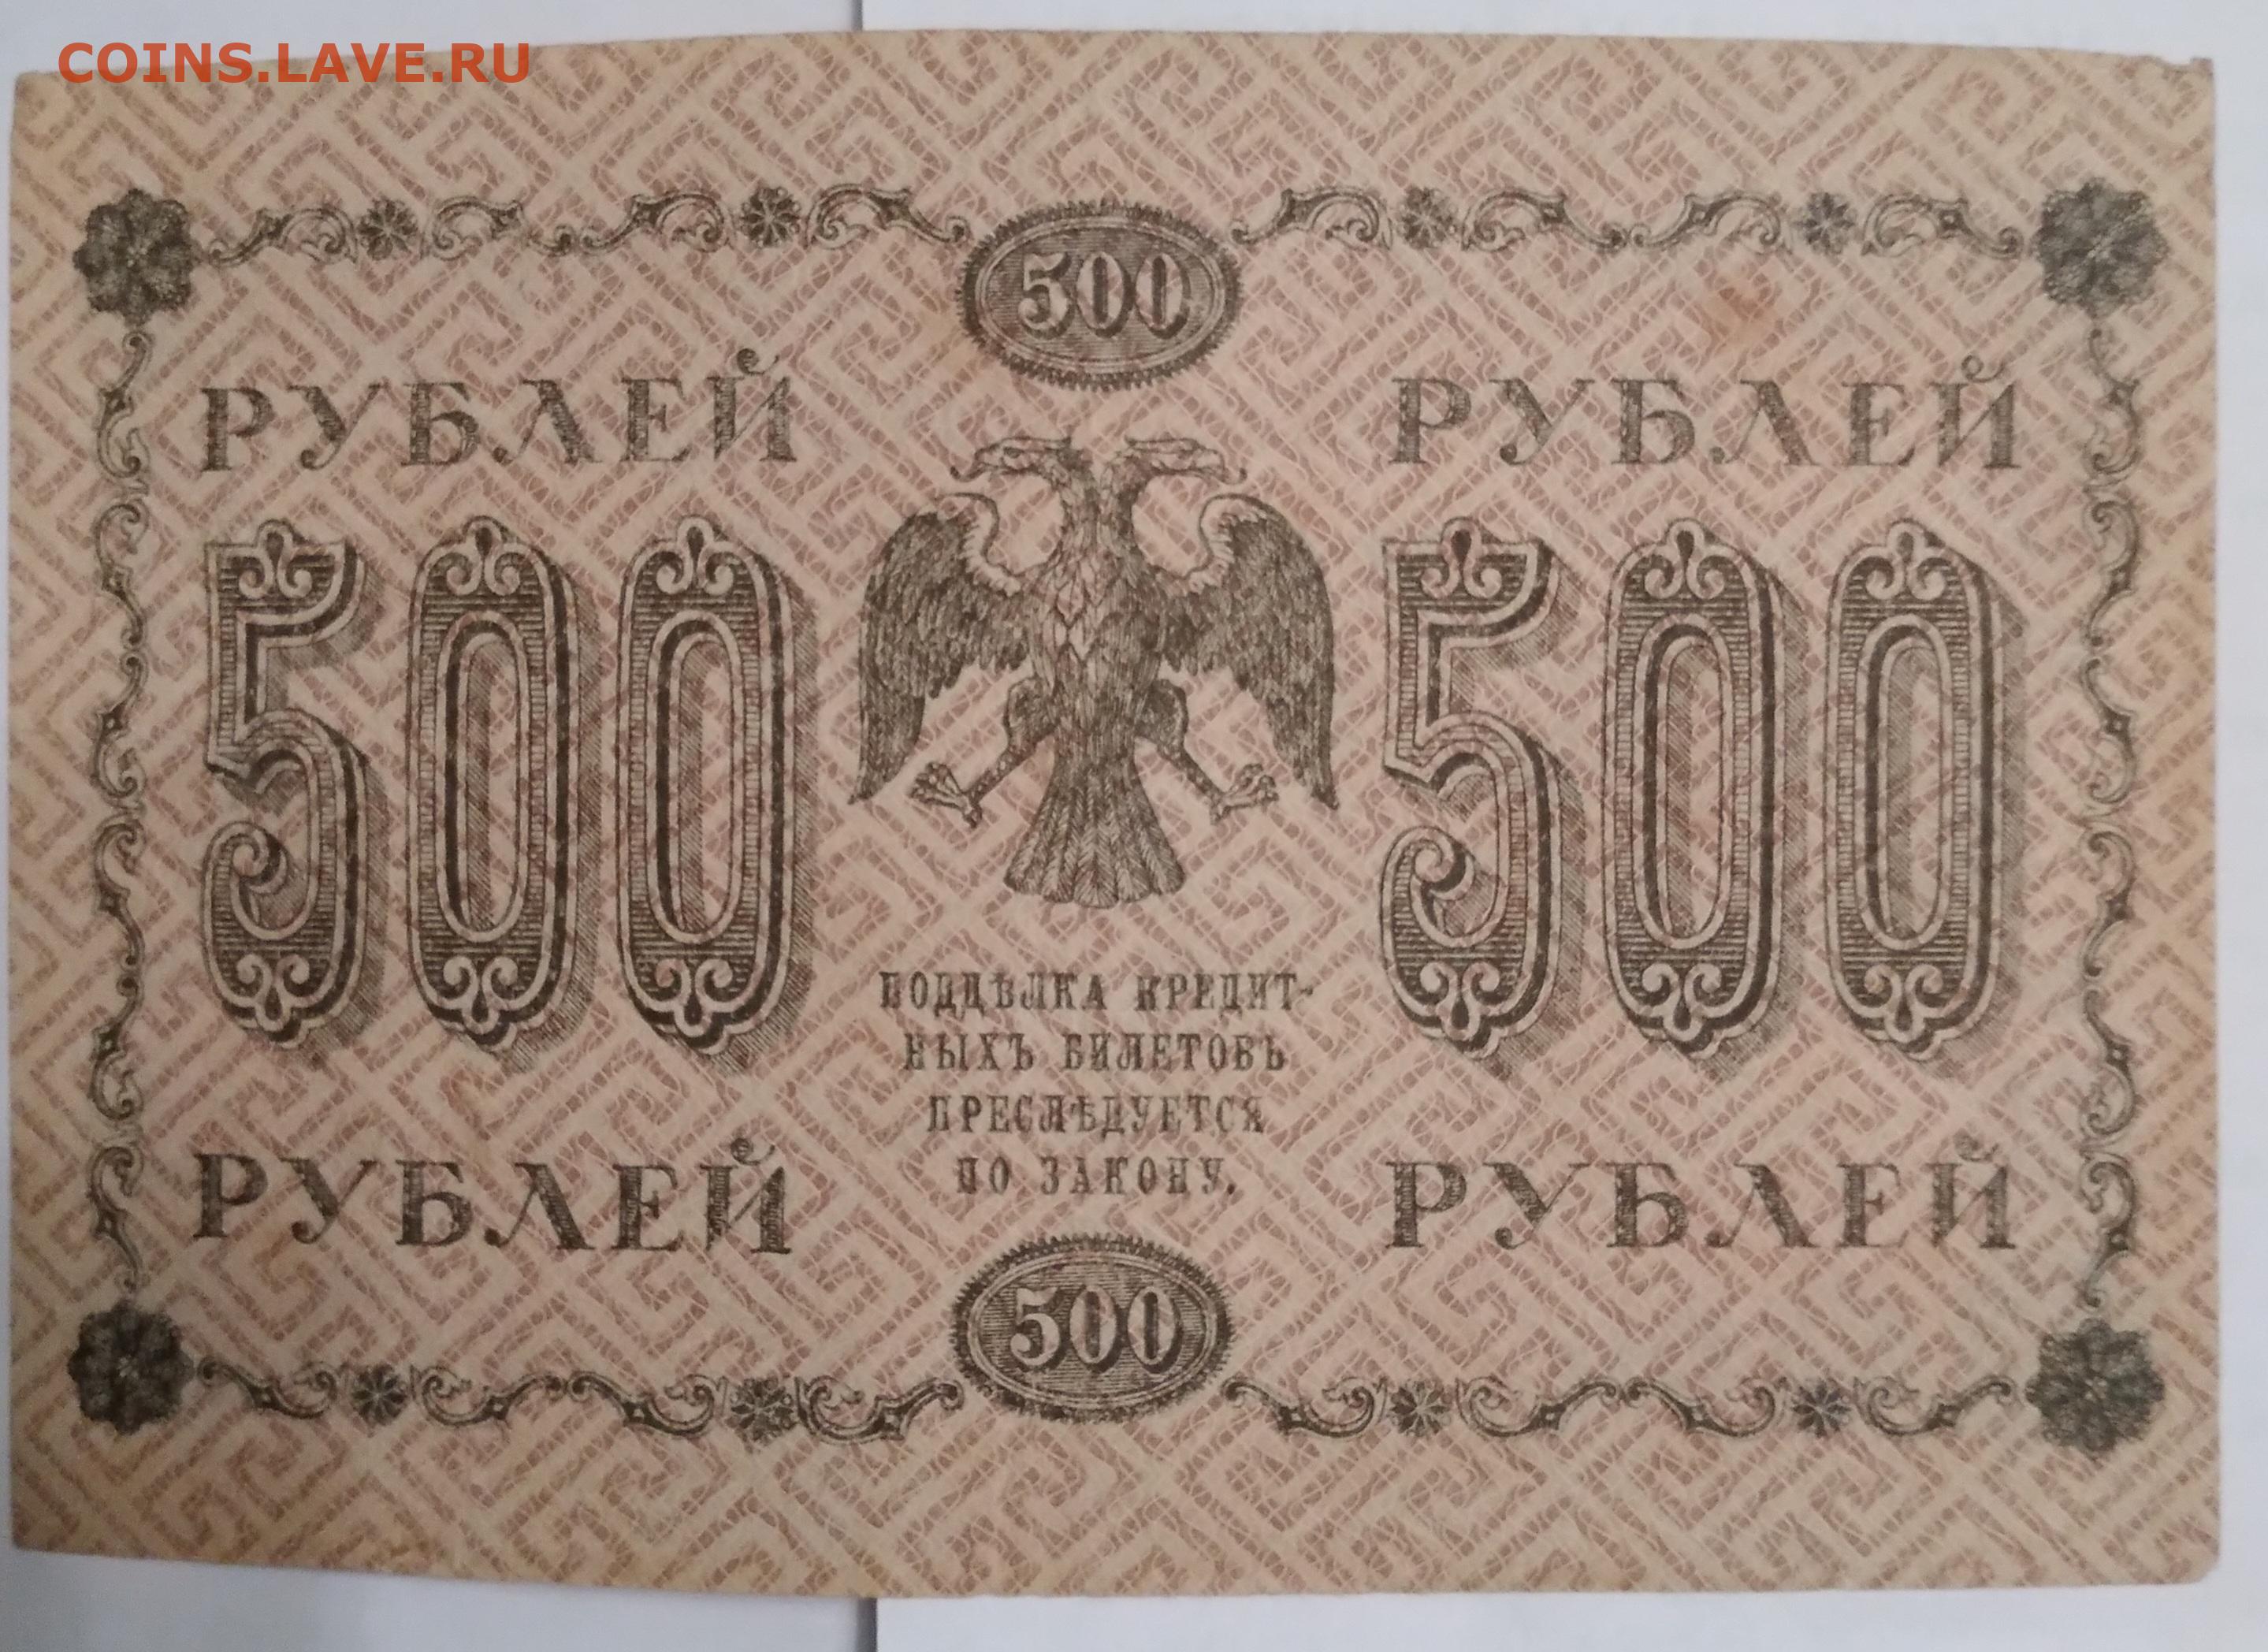 COINS.LAVE.RU
500
РУБЛЕЙ РУБЛЕЙ
500 500
ПОДДѢЛКА КРЕДИТ-
НЫХЪ БИЛЕТОВЪ
ПРЕСЛѢДУЕТСЯ
ПО ЗАКОНУ.
РУБЛЕЙ РУБЛЕЙ
500